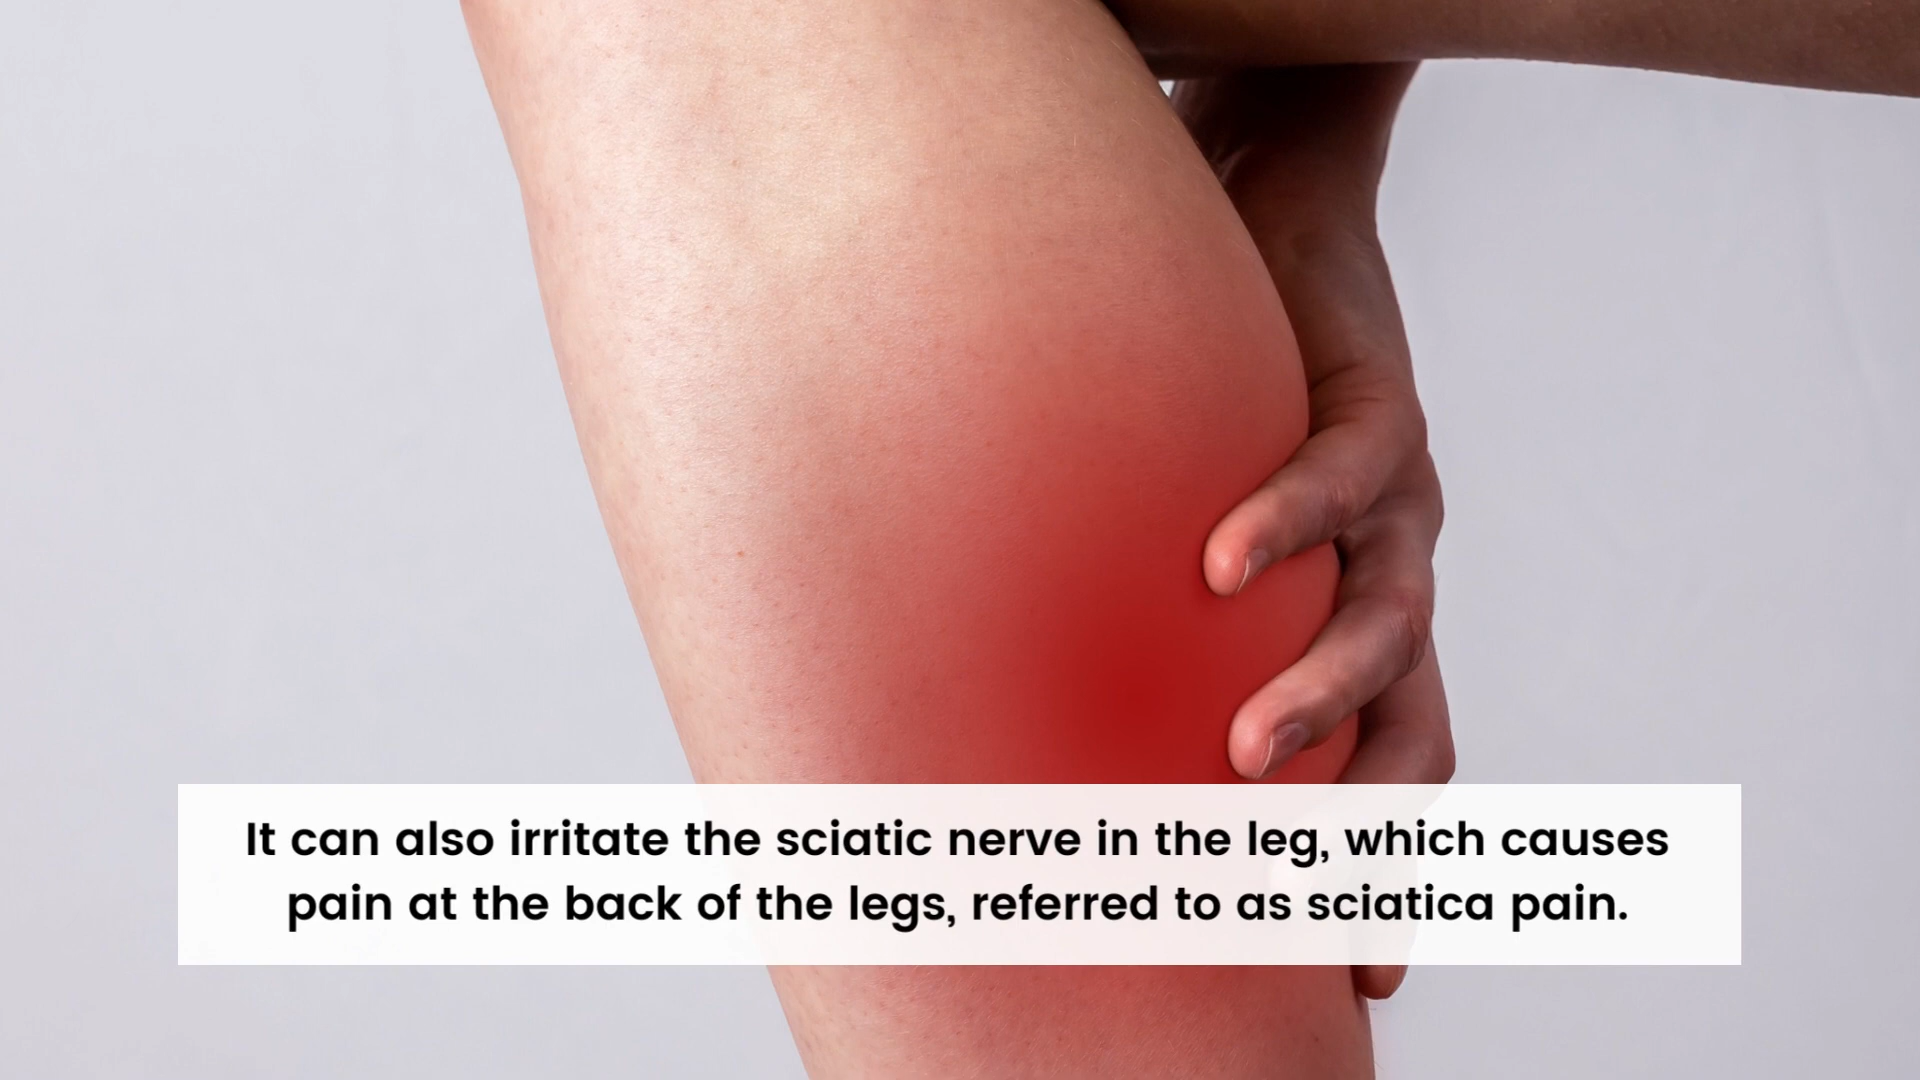 It can also irritate the sciatic nerve in the leg, which causes
pain at the back of the legs, referred to as sciatica pain.